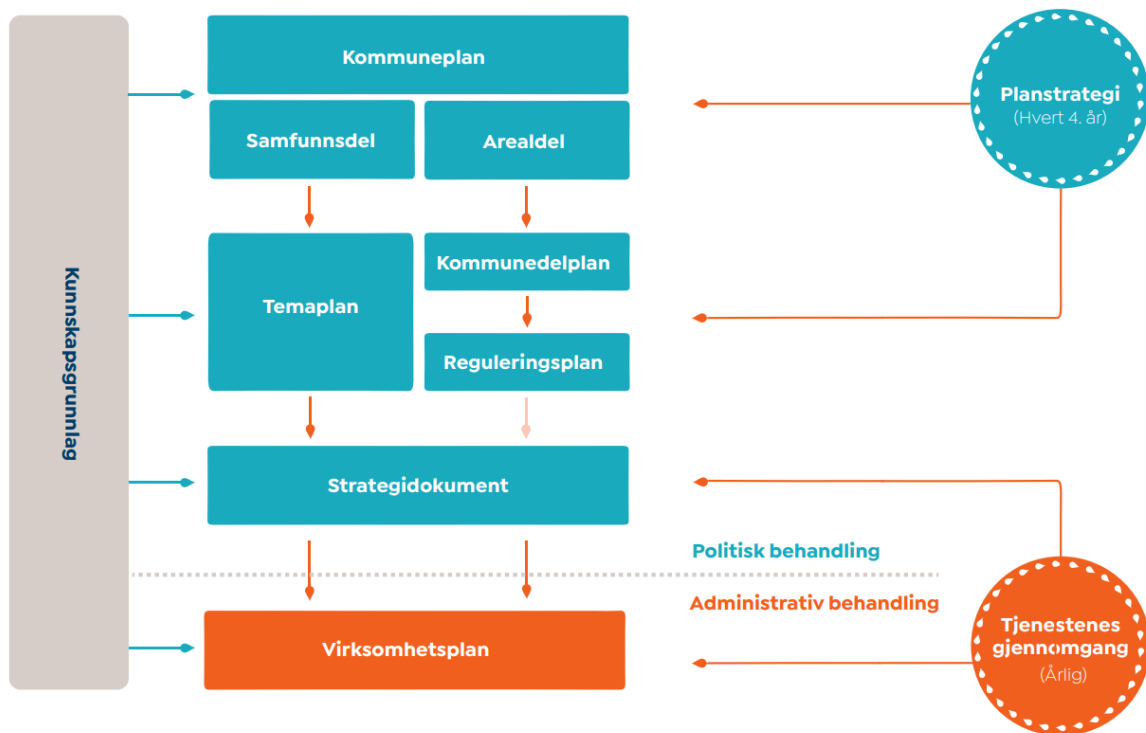 Kommuneplan
Planstrategi
(Hvert 4. år)
Samfunnsdel
Arealdel
Kunnskapsgrunnlag
Temaplan
Kommunedelplan
Reguleringsplan
Strategidokument
Politisk behandling
Administrativ behandling
Virksomhetsplan
Tjenestenes
gjennomgang
(Årlig)